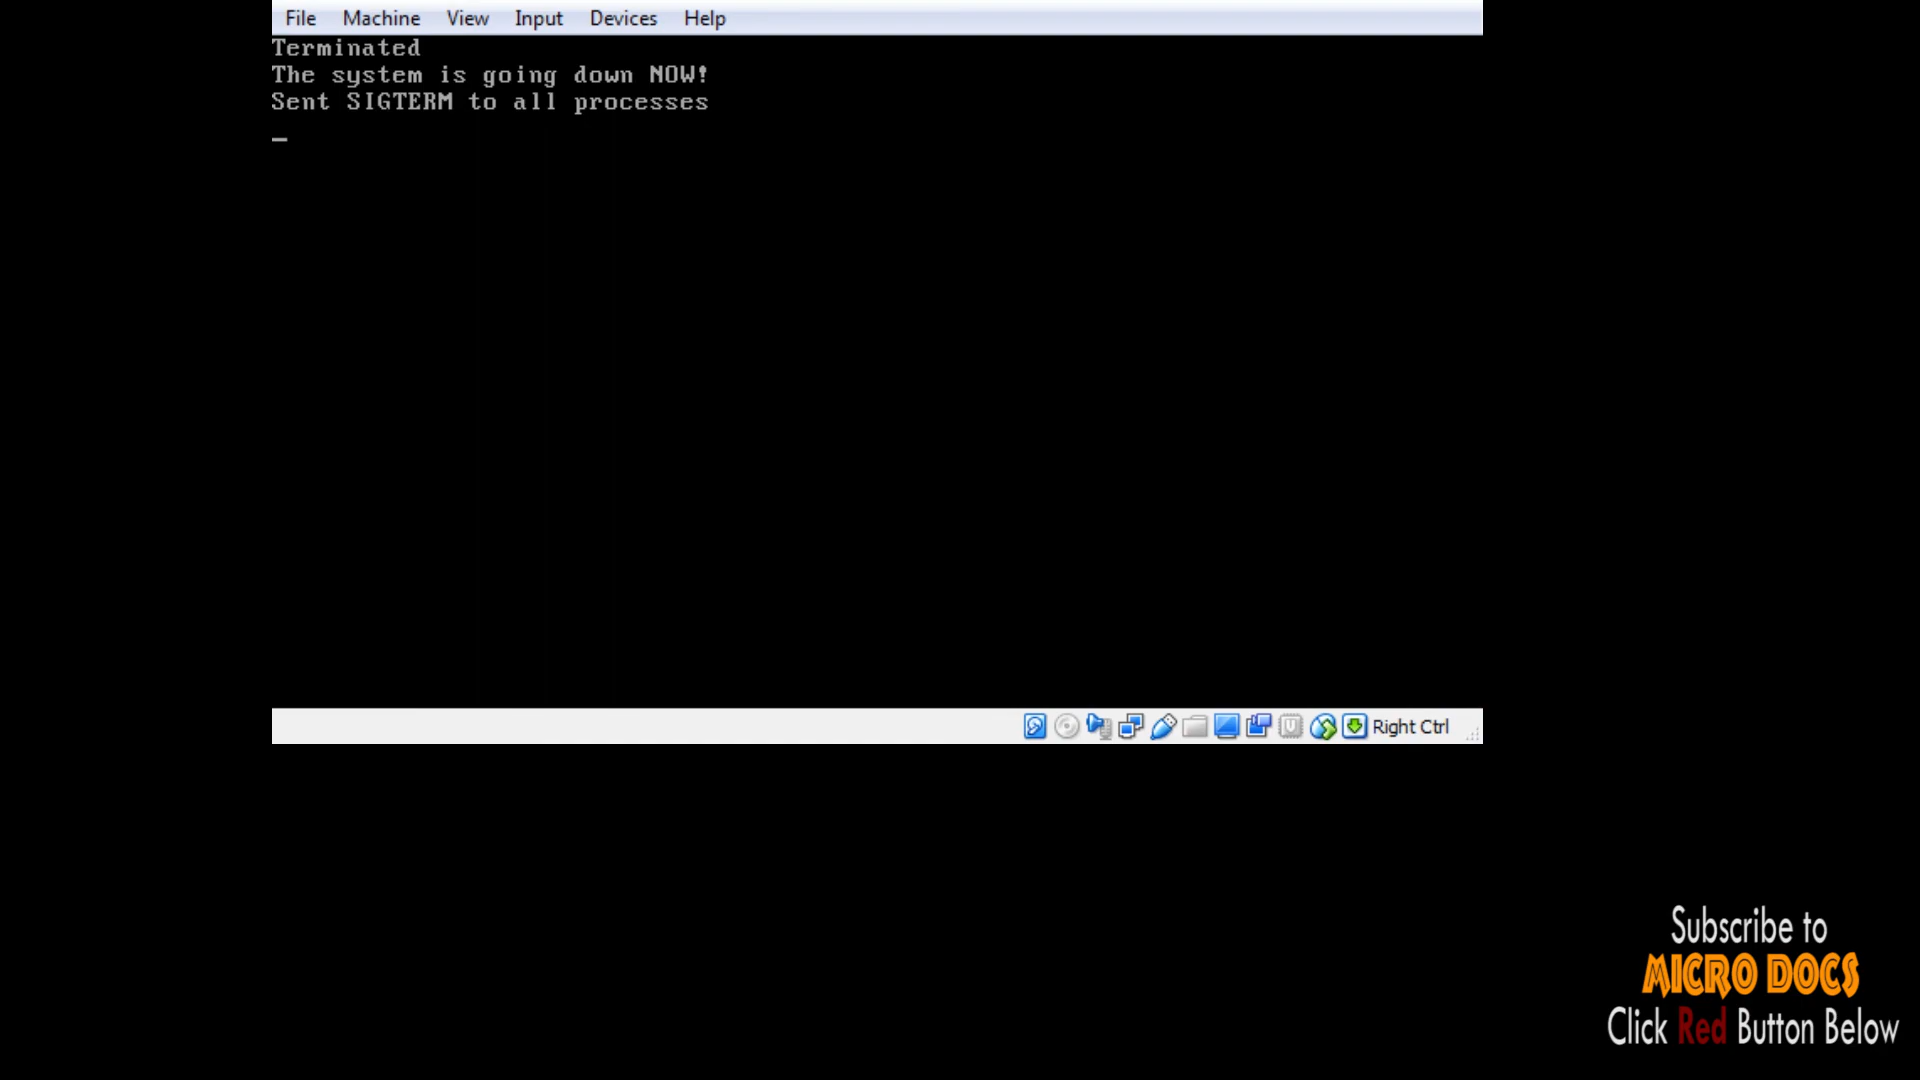 File Machine View Input Devices Help
Terminated
The system is going down NOW!
Sent SIGTERM to all processes
Right Ctrl
Subscribe to
MICRO DOCS
Click Red Button Below